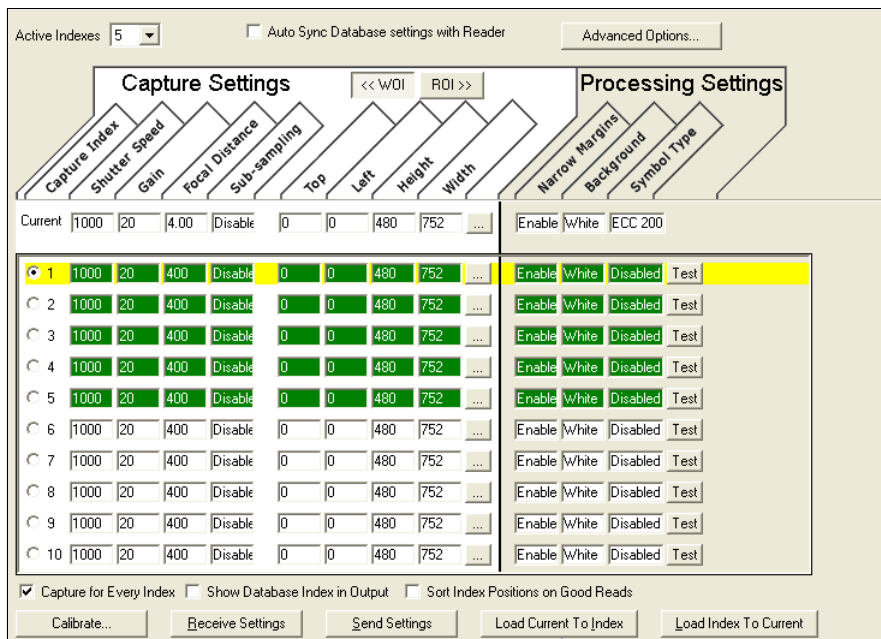 Active Indexes 5 Auto Sync Database settings with Reader Advanced Options...
Capture Settings << WOI ROI >> Processing Settings
Capture Index Shutter Speed Gain Focal Distance Sub-sampling Top Left Height Width Narrow Margins Background Symbol Type
Current 1000 20 4.00 Disable 0 0 480 752 ... Enable White ECC 200
1 1000 20 400 Disable 0 0 480 752 ... Enable White Disabled Test
2 1000 20 400 Disable 0 0 480 752 ... Enable White Disabled Test
3 1000 20 400 Disable 0 0 480 752 ... Enable White Disabled Test
4 1000 20 400 Disable 0 0 480 752 ... Enable White Disabled Test
5 1000 20 400 Disable 0 0 480 752 ... Enable White Disabled Test
6 1000 20 400 Disable 0 0 480 752 ... Enable White Disabled Test
7 1000 20 400 Disable 0 0 480 752 ... Enable White Disabled Test
8 1000 20 400 Disable 0 0 480 752 ... Enable White Disabled Test
9 1000 20 400 Disable 0 0 480 752 ... Enable White Disabled Test
10 1000 20 400 Disable 0 0 480 752 ... Enable White Disabled Test
Capture for Every Index Show Database Index in Output Sort Index Positions on Good Reads
Calibrate... Receive Settings Send Settings Load Current To Index Load Index To Current